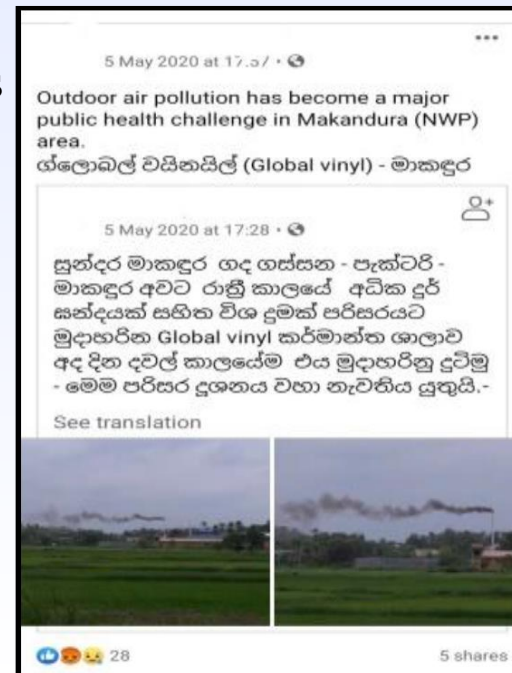 5 May 2020 at 17:57
Outdoor air pollution has become a major
public health challenge in Makandura (NWP)
area.
ග්ලොබල් වයිනයිල් (Global vinyl) - මාකඳුර
5 May 2020 at 17:28
සුන්දර මාකඳුර ගද ගස්සන - පැක්ටරි -
මාකඳුර අවට රාත්‍රී කාලයේ අධික දුර්
ඝන්දයක් සහිත විශ දුමක් පරිසරයට
මුදාහරින Global vinyl කර්මාන්ත ශාලාව
අද දින දවල් කාලයේම එය මුදාහරිනු දුටිමු
- මෙම පරිසර දූශනය වහා නැවතිය යුතුයි.-
See translation
28
5 shares